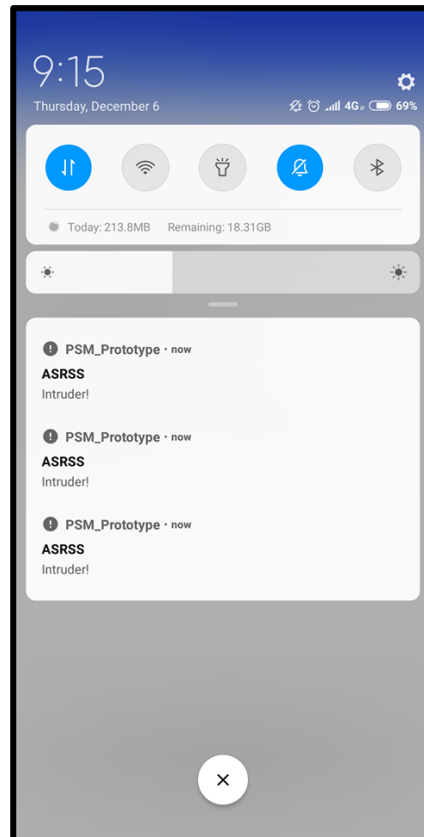 9:15
Thursday, December 6
4G
69%
Today: 213.8MB Remaining: 18.31GB
PSM_Prototype · now
ASRSS
Intruder!
PSM_Prototype · now
ASRSS
Intruder!
PSM_Prototype · now
ASRSS
Intruder!